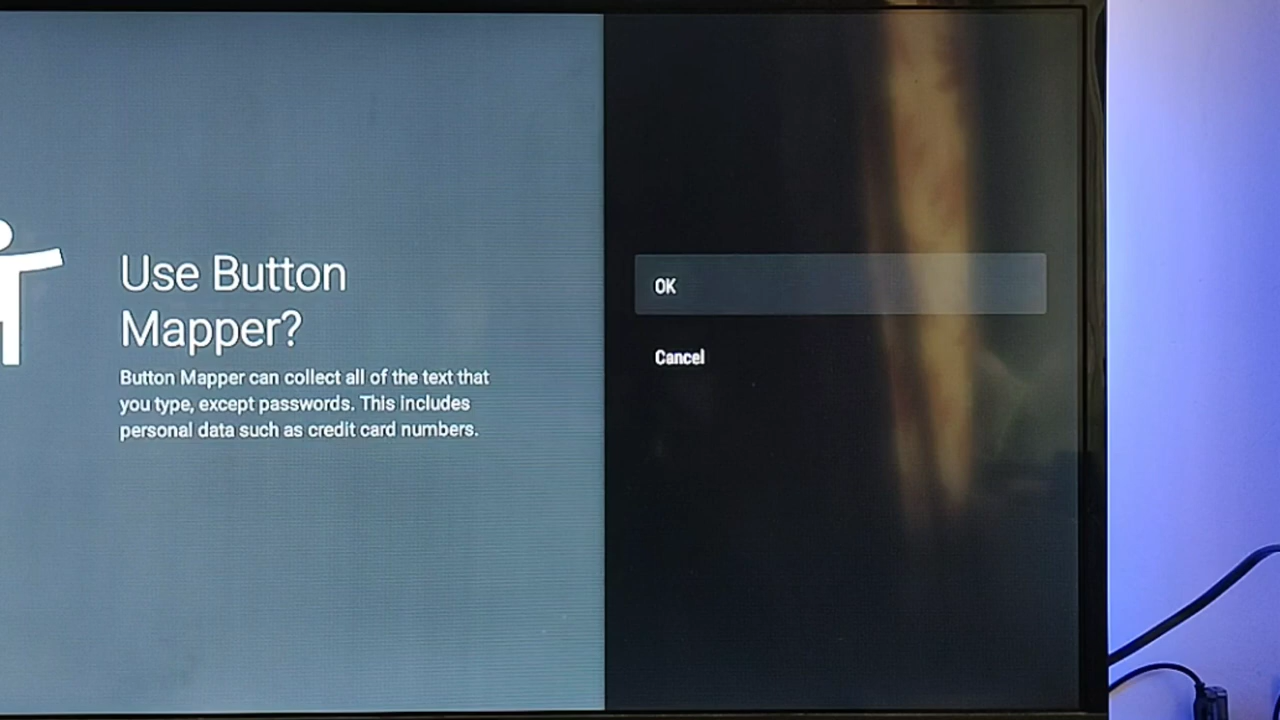 Use Button
Mapper?
Button Mapper can collect all of the text that
you type, except passwords. This includes
personal data such as credit card numbers.
OK
Cancel